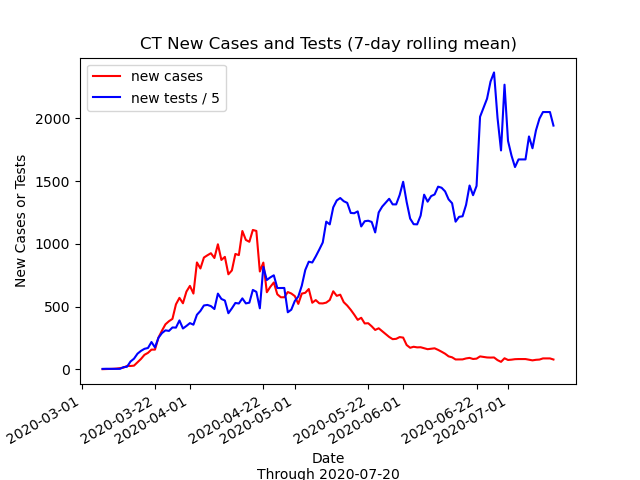 CT New Cases and Tests (7-day rolling mean)
new cases
new tests / 5
New Cases or Tests
2000
1500
1000
500
0
2020-03-01
2020-03-22
2020-04-01
2020-04-22
2020-05-01
2020-05-22
2020-06-01
2020-06-22
2020-07-01
Date
Through 2020-07-20